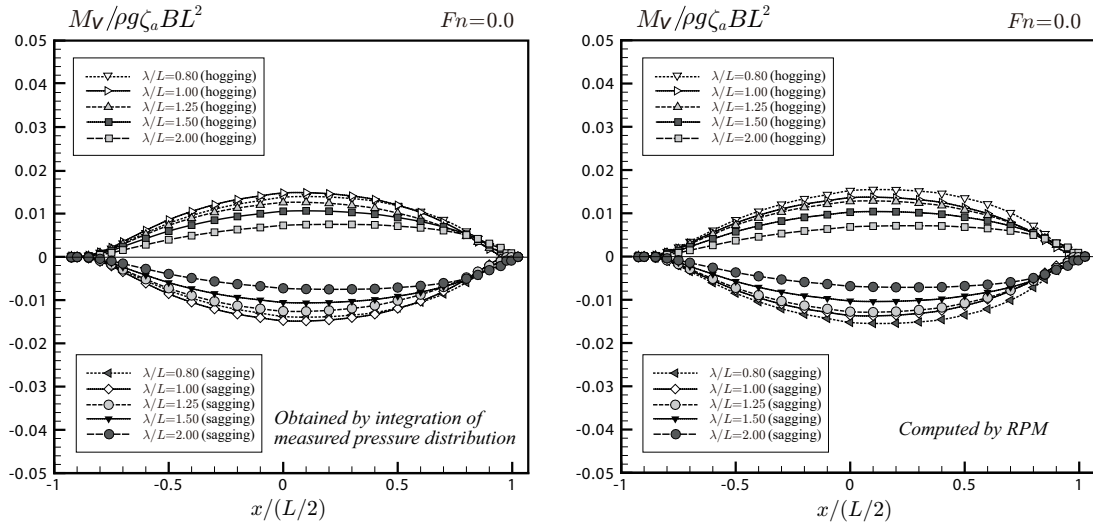 M_V/ρgζ_aBL² Fn=0.0
0.05
0.04
0.03
0.02
0.01
0
-0.01
-0.02
-0.03
-0.04
-0.05
λ/L=0.80 (hogging)
λ/L=1.00 (hogging)
λ/L=1.25 (hogging)
λ/L=1.50 (hogging)
λ/L=2.00 (hogging)
λ/L=0.80 (sagging)
λ/L=1.00 (sagging)
λ/L=1.25 (sagging)
λ/L=1.50 (sagging)
λ/L=2.00 (sagging)
Obtained by integration of
measured pressure distribution
-1 -0.5 0 0.5 1
x/(L/2)
M_V/ρgζ_aBL² Fn=0.0
0.05
0.04
0.03
0.02
0.01
0
-0.01
-0.02
-0.03
-0.04
-0.05
λ/L=0.80 (hogging)
λ/L=1.00 (hogging)
λ/L=1.25 (hogging)
λ/L=1.50 (hogging)
λ/L=2.00 (hogging)
λ/L=0.80 (sagging)
λ/L=1.00 (sagging)
λ/L=1.25 (sagging)
λ/L=1.50 (sagging)
λ/L=2.00 (sagging)
Computed by RPM
-1 -0.5 0 0.5 1
x/(L/2)